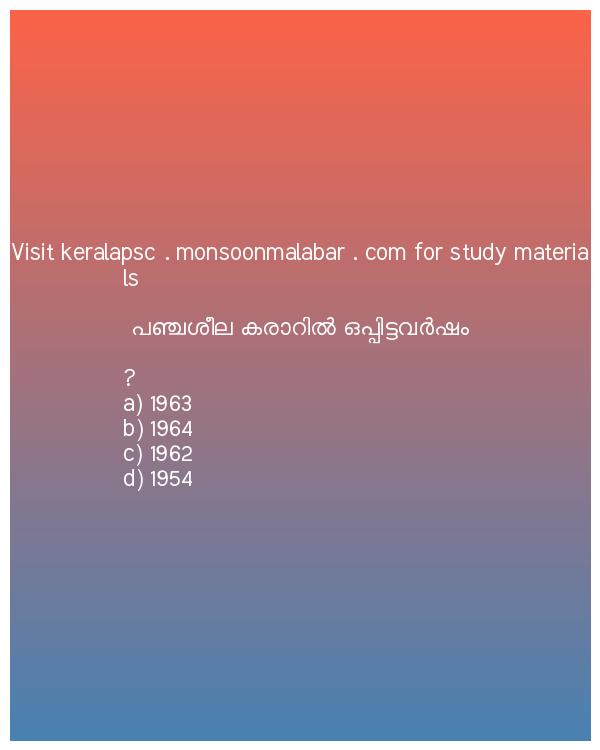 Visit keralapsc . monsoonmalabar . com for study materia
ls
പഞ്ചശീല കരാറിൽ ഒപ്പിട്ടവർഷം
?
a) 1963
b) 1964
c) 1962
d) 1954